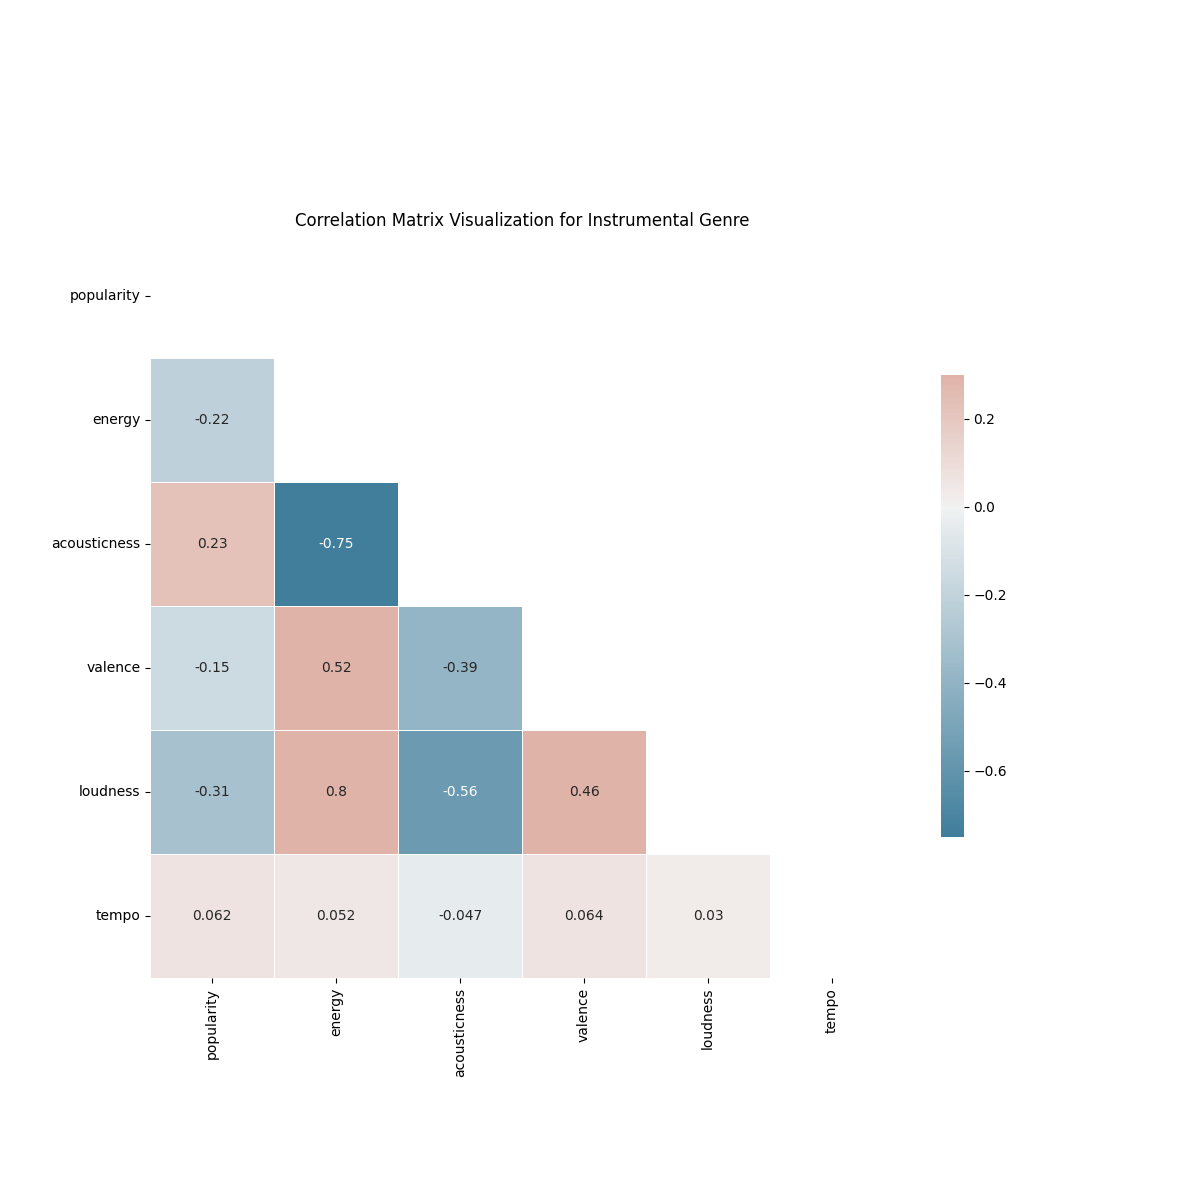 Correlation Matrix Visualization for Instrumental Genre
popularity
energy
-0.22
acousticness
0.23 -0.75
valence
-0.15 0.52 -0.39
loudness
-0.31 0.8 -0.56 0.46
tempo
0.062 0.052 -0.047 0.064 0.03
popularity
energy
acousticness
valence
loudness
tempo
0.2
0.0
−0.2
−0.4
−0.6